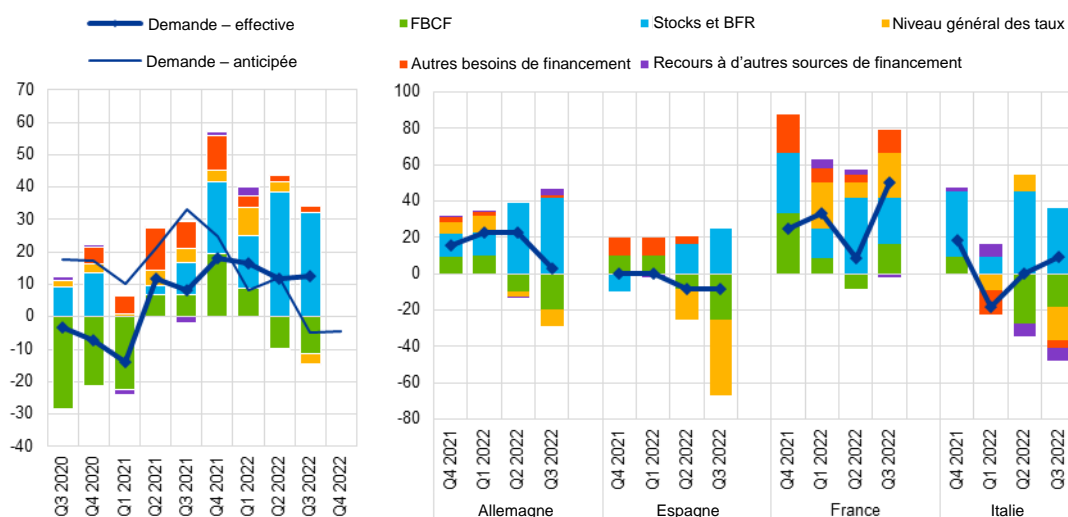 Demande – effective
FBCF
Stocks et BFR
Niveau général des taux
Demande – anticipée
Autres besoins de financement
Recours à d'autres sources de financement
70
60
50
40
30
20
10
0
-10
-20
-30
-40
Q3 2020
Q4 2020
Q1 2021
Q2 2021
Q3 2021
Q4 2021
Q1 2022
Q2 2022
Q3 2022
Q4 2022
100
80
60
40
20
0
-20
-40
-60
-80
Q4 2021
Q1 2022
Q2 2022
Q3 2022
Q4 2021
Q1 2022
Q2 2022
Q3 2022
Q4 2021
Q1 2022
Q2 2022
Q3 2022
Q4 2021
Q1 2022
Q2 2022
Q3 2022
Allemagne
Espagne
France
Italie